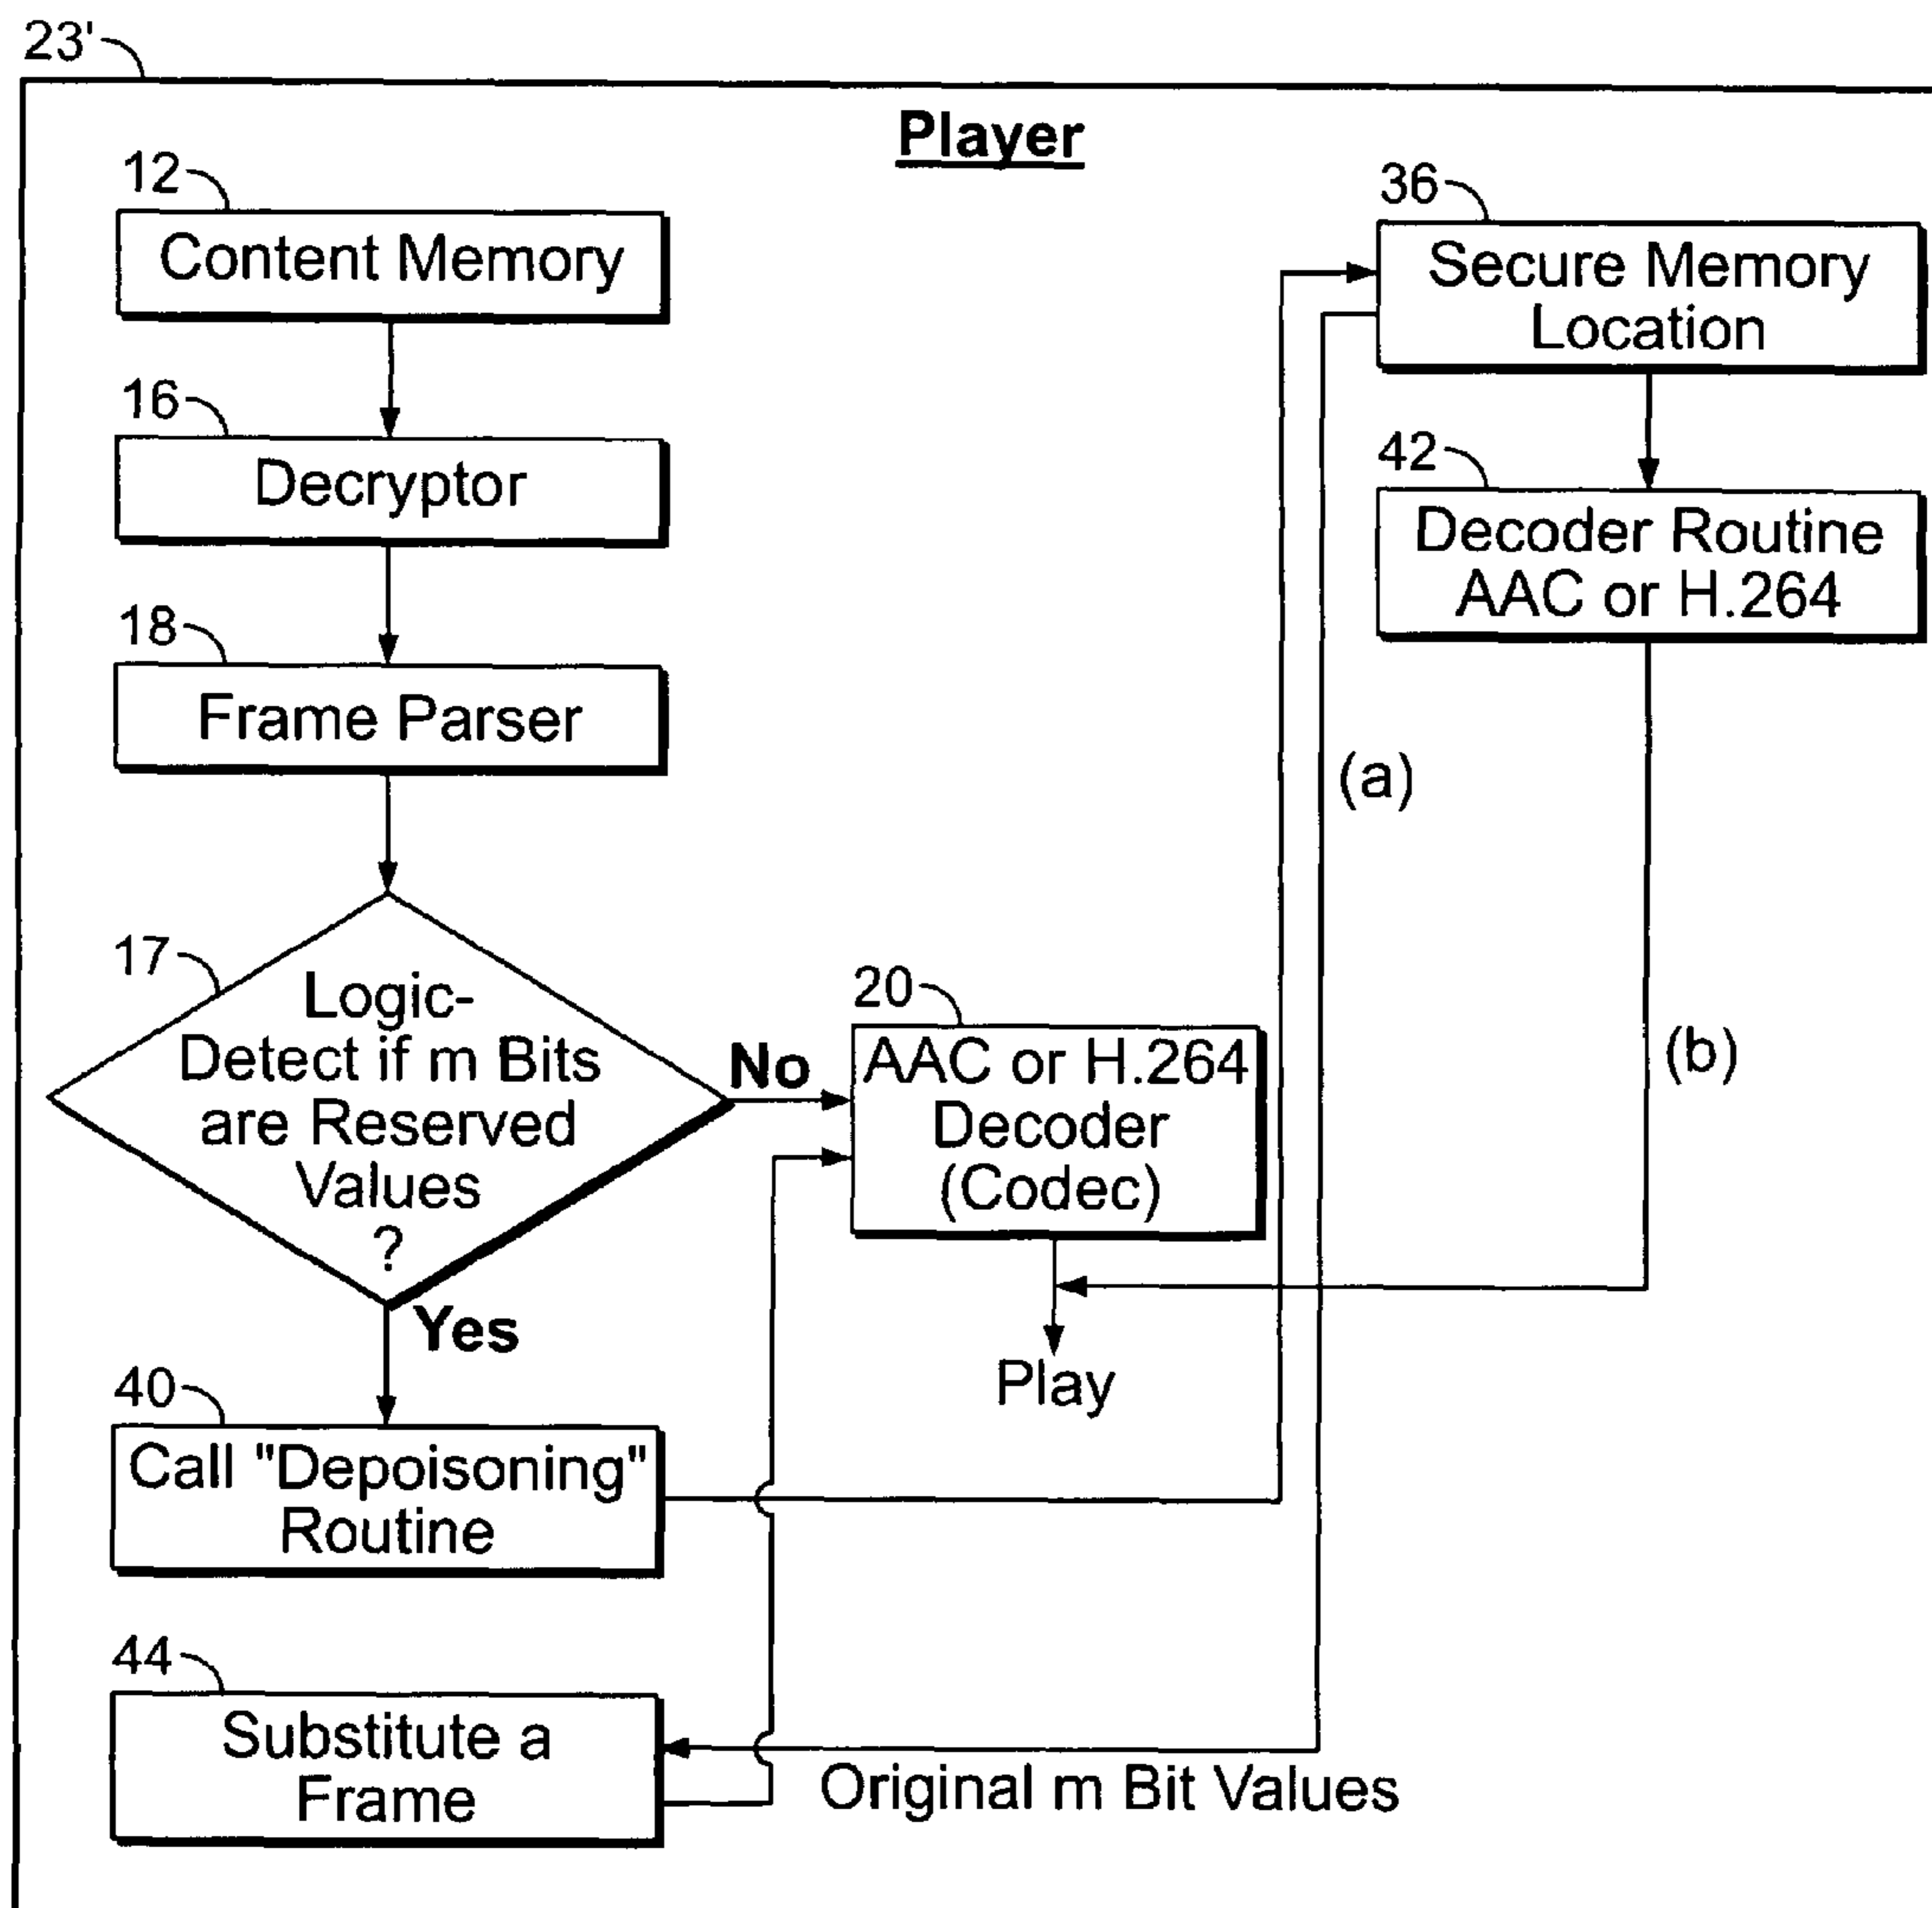 23'
Player
12
Content Memory
36
Secure Memory
Location
16
Decryptor
42
Decoder Routine
AAC or H.264
18
Frame Parser
(a)
17
Logic-
Detect if m Bits
are Reserved
Values
?
No
20
AAC or H.264
Decoder
(Codec)
(b)
Yes
Play
40
Call "Depoisoning"
Routine
44
Substitute a
Frame
Original m Bit Values